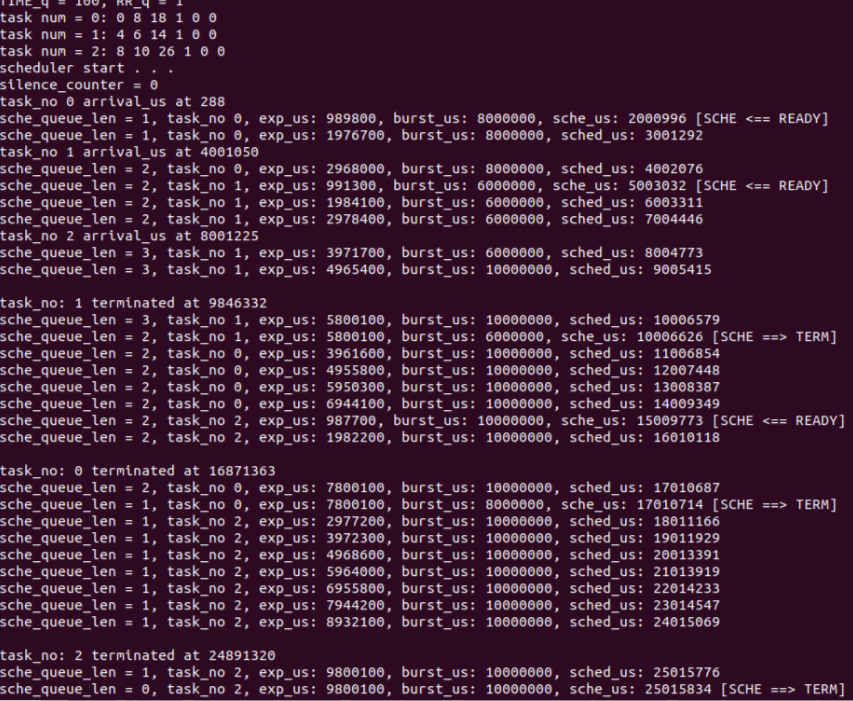 TIME_q = 100, RR_q = 1
task num = 0: 0 8 18 1 0 0
task num = 1: 4 6 14 1 0 0
task num = 2: 8 10 26 1 0 0
scheduler start . . .
silence_counter = 0
task_no 0 arrival_us at 288
sche_queue_len = 1, task_no 0, exp_us: 989800, burst_us: 8000000, sche_us: 2000996 [SCHE <== READY]
sche_queue_len = 1, task_no 0, exp_us: 1976700, burst_us: 8000000, sched_us: 3001292
task_no 1 arrival_us at 4001050
sche_queue_len = 2, task_no 0, exp_us: 2968000, burst_us: 8000000, sched_us: 4002076
sche_queue_len = 2, task_no 1, exp_us: 991300, burst_us: 6000000, sche_us: 5003032 [SCHE <== READY]
sche_queue_len = 2, task_no 1, exp_us: 1984100, burst_us: 6000000, sched_us: 6003311
sche_queue_len = 2, task_no 1, exp_us: 2978400, burst_us: 6000000, sched_us: 7004446
task_no 2 arrival_us at 8001225
sche_queue_len = 3, task_no 1, exp_us: 3971700, burst_us: 6000000, sched_us: 8004773
sche_queue_len = 3, task_no 1, exp_us: 4965400, burst_us: 10000000, sched_us: 9005415
task_no: 1 terminated at 9846332
sche_queue_len = 3, task_no 1, exp_us: 5800100, burst_us: 10000000, sched_us: 10006579
sche_queue_len = 2, task_no 1, exp_us: 5800100, burst_us: 6000000, sche_us: 10006626 [SCHE ==> TERM]
sche_queue_len = 2, task_no 0, exp_us: 3961600, burst_us: 10000000, sched_us: 11006854
sche_queue_len = 2, task_no 0, exp_us: 4955800, burst_us: 10000000, sched_us: 12007448
sche_queue_len = 2, task_no 0, exp_us: 5950300, burst_us: 10000000, sched_us: 13008387
sche_queue_len = 2, task_no 0, exp_us: 6944100, burst_us: 10000000, sched_us: 14009349
sche_queue_len = 2, task_no 2, exp_us: 987700, burst_us: 10000000, sche_us: 15009773 [SCHE <== READY]
sche_queue_len = 2, task_no 2, exp_us: 1982200, burst_us: 10000000, sched_us: 16010118
task_no: 0 terminated at 16871363
sche_queue_len = 2, task_no 0, exp_us: 7800100, burst_us: 10000000, sched_us: 17010687
sche_queue_len = 1, task_no 0, exp_us: 7800100, burst_us: 8000000, sche_us: 17010714 [SCHE ==> TERM]
sche_queue_len = 1, task_no 2, exp_us: 2977200, burst_us: 10000000, sched_us: 18011166
sche_queue_len = 1, task_no 2, exp_us: 3972300, burst_us: 10000000, sched_us: 19011929
sche_queue_len = 1, task_no 2, exp_us: 4968600, burst_us: 10000000, sched_us: 20013391
sche_queue_len = 1, task_no 2, exp_us: 5964000, burst_us: 10000000, sched_us: 21013919
sche_queue_len = 1, task_no 2, exp_us: 6955800, burst_us: 10000000, sched_us: 22014233
sche_queue_len = 1, task_no 2, exp_us: 7944200, burst_us: 10000000, sched_us: 23014547
sche_queue_len = 1, task_no 2, exp_us: 8932100, burst_us: 10000000, sched_us: 24015069
task_no: 2 terminated at 24891320
sche_queue_len = 1, task_no 2, exp_us: 9800100, burst_us: 10000000, sched_us: 25015776
sche_queue_len = 0, task_no 2, exp_us: 9800100, burst_us: 10000000, sche_us: 25015834 [SCHE ==> TERM]